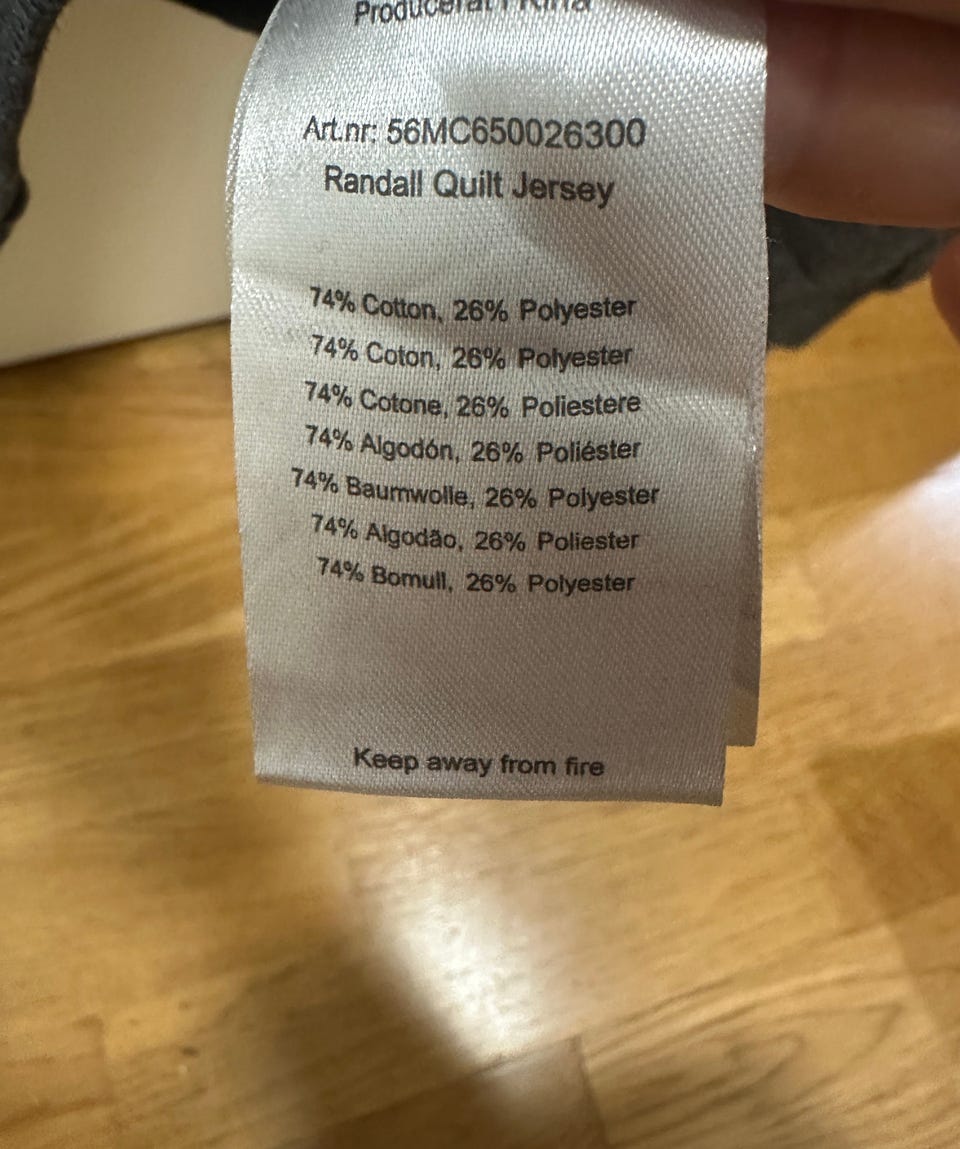 Producerat i Kina
Art.nr: 56MC650026300
Randall Quilt Jersey
74% Cotton, 26% Polyester
74% Coton, 26% Polyester
74% Cotone, 26% Poliestere
74% Algodón, 26% Poliéster
74% Baumwolle, 26% Polyester
74% Algodão, 26% Poliester
74% Bomull, 26% Polyester
Keep away from fire